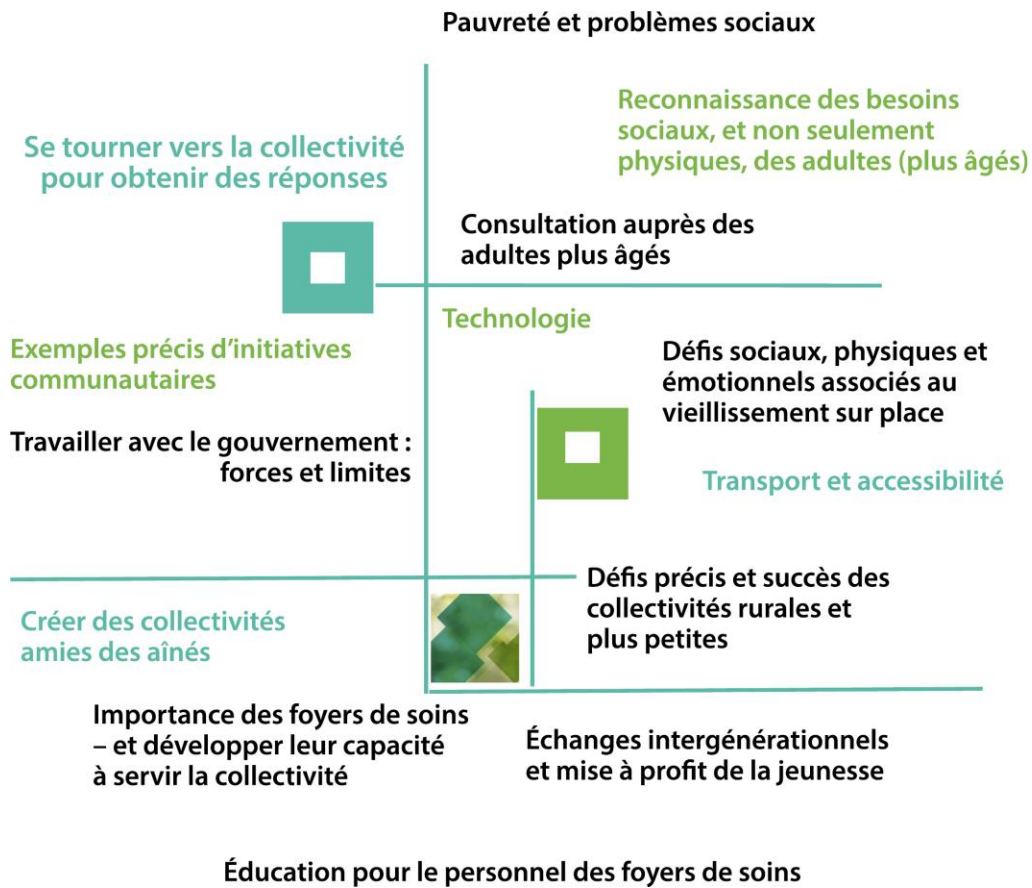 Pauvreté et problèmes sociaux
Reconnaissance des besoins
sociaux, et non seulement
physiques, des adultes (plus âgés)
Se tourner vers la collectivité
pour obtenir des réponses
Consultation auprès des
adultes plus âgés
Technologie
Exemples précis d’initiatives
communautaires
Défis sociaux, physiques et
émotionnels associés au
vieillissement sur place
Travailler avec le gouvernement :
forces et limites
Transport et accessibilité
Défis précis et succès des
collectivités rurales et
plus petites
Créer des collectivités
amies des aînés
Importance des foyers de soins
– et développer leur capacité
à servir la collectivité
Échanges intergénérationnels
et mise à profit de la jeunesse
Éducation pour le personnel des foyers de soins